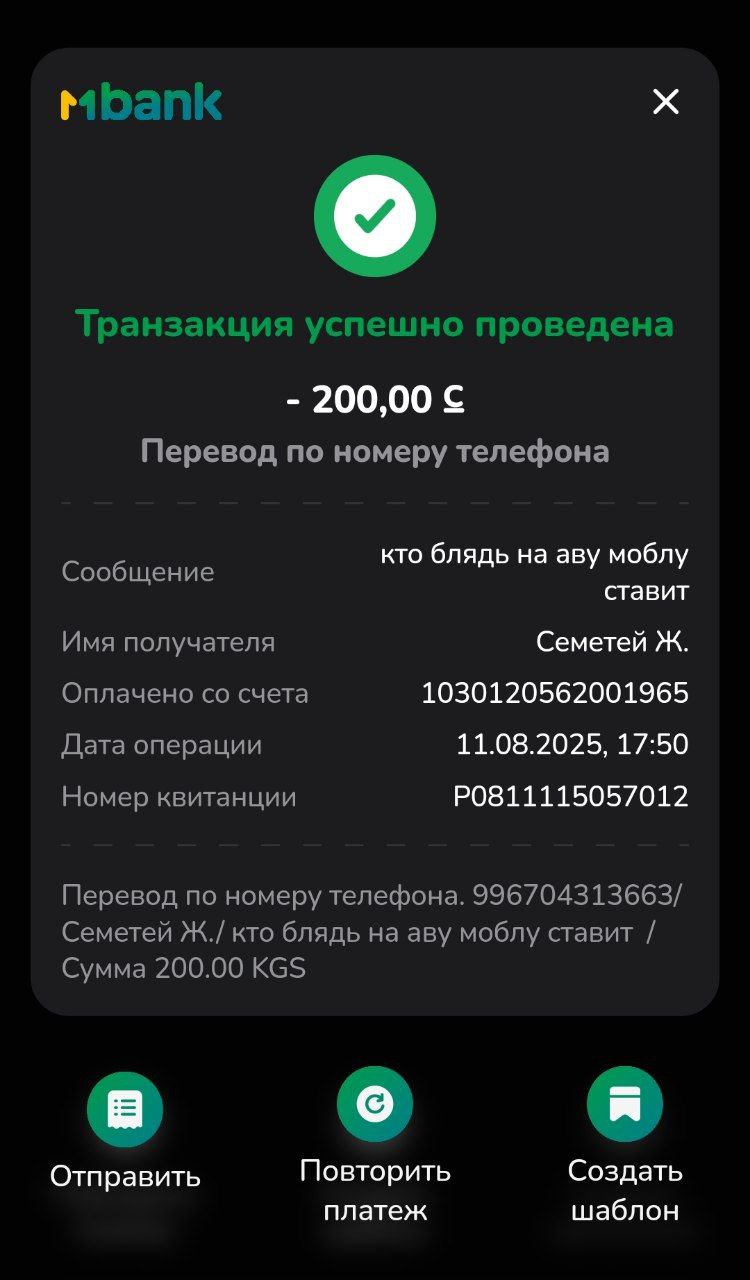 Mbank
Транзакция успешно проведена
- 200,00 С
Перевод по номеру телефона
Сообщение
кто блядь на аву моблу
ставит
Имя получателя
Семетей Ж.
Оплачено со счета
1030120562001965
Дата операции
11.08.2025, 17:50
Номер квитанции
P0811115057012
Перевод по номеру телефона. 996704313663/
Семетей Ж./ кто блядь на аву моблу ставит /
Сумма 200.00 KGS
Отправить
Повторить
платеж
Создать
шаблон